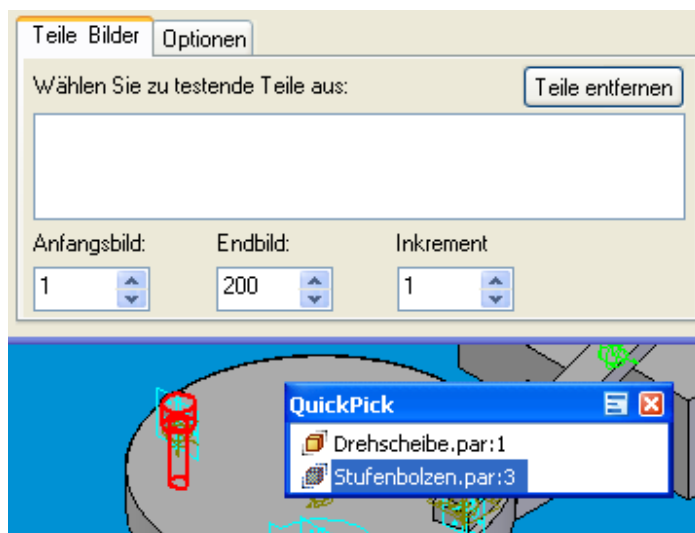 Teile Bilder Optionen
Wählen Sie zu testende Teile aus: Teile entfernen
Anfangsbild: Endbild: Inkrement
1 200 1
QuickPick
Drehscheibe.par:1
Stufenbolzen.par:3